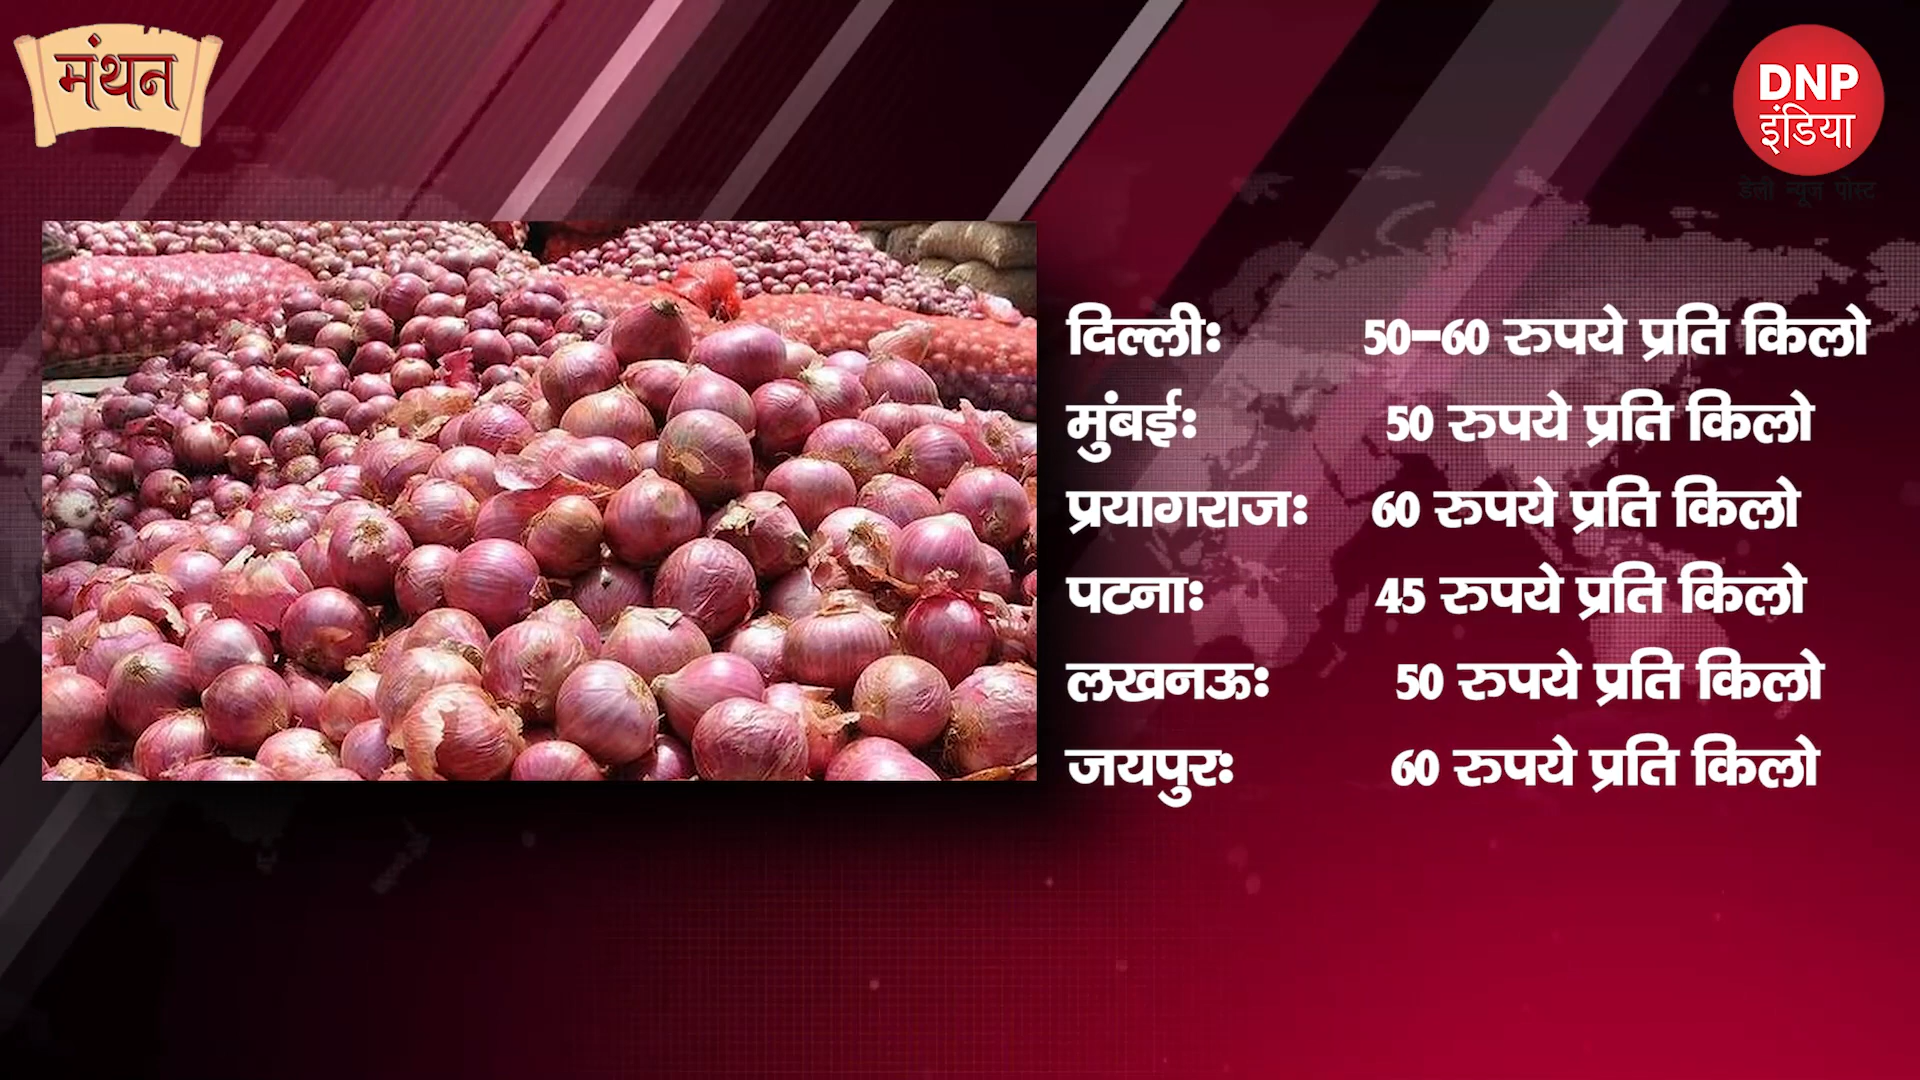 मंथन
DNP
इंडिया
डेली न्यूज़ पोस्ट
दिल्ली: 50-60 रुपये प्रति किलो
मुंबई: 50 रुपये प्रति किलो
प्रयागराज: 60 रुपये प्रति किलो
पटना: 45 रुपये प्रति किलो
लखनऊ: 50 रुपये प्रति किलो
जयपुर: 60 रुपये प्रति किलो